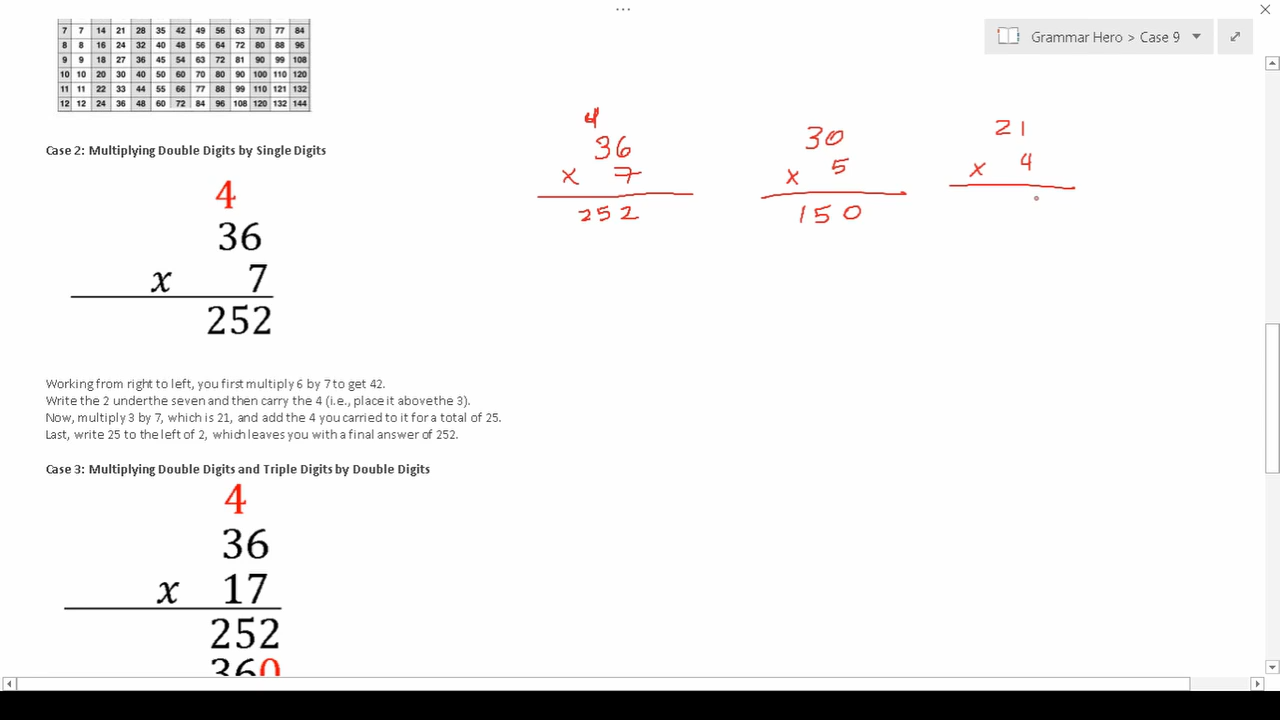 ...
Grammar Hero > Case 9
7 7 14 21 28 35 42 49 56 63 70 77 84
8 8 16 24 32 40 48 56 64 72 80 88 96
9 9 18 27 36 45 54 63 72 81 90 99 108
10 10 20 30 40 50 60 70 80 90 100 110 120
11 11 22 33 44 55 66 77 88 99 110 121 132
12 12 24 36 48 60 72 84 96 108 120 132 144
Case 2: Multiplying Double Digits by Single Digits
4
36
x 7
252
Working from right to left, you first multiply 6 by 7 to get 42.
Write the 2 underthe seven and then carry the 4 (i.e., place it abovethe 3).
Now, multiply 3 by 7, which is 21, and add the 4 you carried to it for a total of 25.
Last, write 25 to the left of 2, which leaves you with a final answer of 252.
Case 3: Multiplying Double Digits and Triple Digits by Double Digits
4
36
x 17
252
360
4
36
x 7
252
30
x 5
150
21
x 4